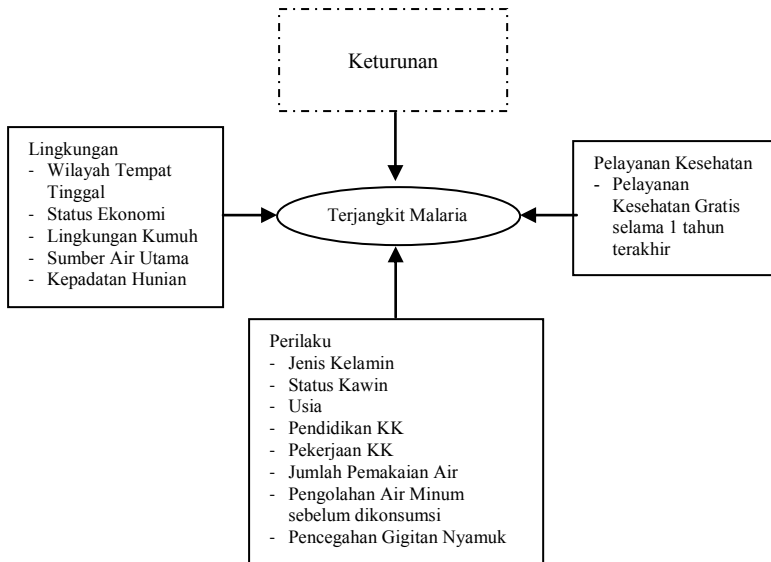 Keturunan
Lingkungan
- Wilayah Tempat
Tinggal
- Status Ekonomi
- Lingkungan Kumuh
- Sumber Air Utama
- Kepadatan Hunian
Terjangkit Malaria
Pelayanan Kesehatan
- Pelayanan
Kesehatan Gratis
selama 1 tahun
terakhir
Perilaku
- Jenis Kelamin
- Status Kawin
- Usia
- Pendidikan KK
- Pekerjaan KK
- Jumlah Pemakaian Air
- Pengolahan Air Minum
sebelum dikonsumsi
- Pencegahan Gigitan Nyamuk